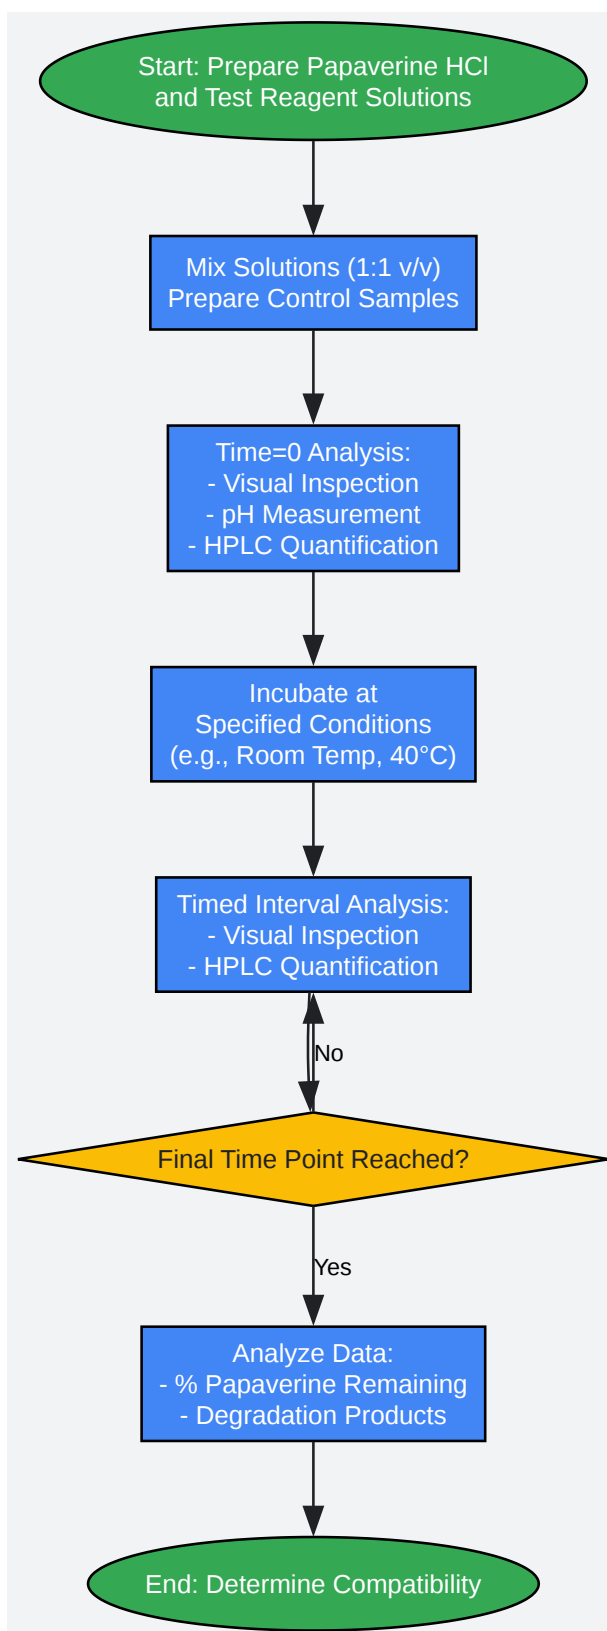 Start: Prepare Papaverine HCl
and Test Reagent Solutions
Mix Solutions (1:1 v/v)
Prepare Control Samples
Time=0 Analysis:
- Visual Inspection
- pH Measurement
- HPLC Quantification
Incubate at
Specified Conditions
(e.g., Room Temp, 40°C)
Timed Interval Analysis:
- Visual Inspection
- HPLC Quantification
No
Final Time Point Reached?
Yes
Analyze Data:
- % Papaverine Remaining
- Degradation Products
End: Determine Compatibility